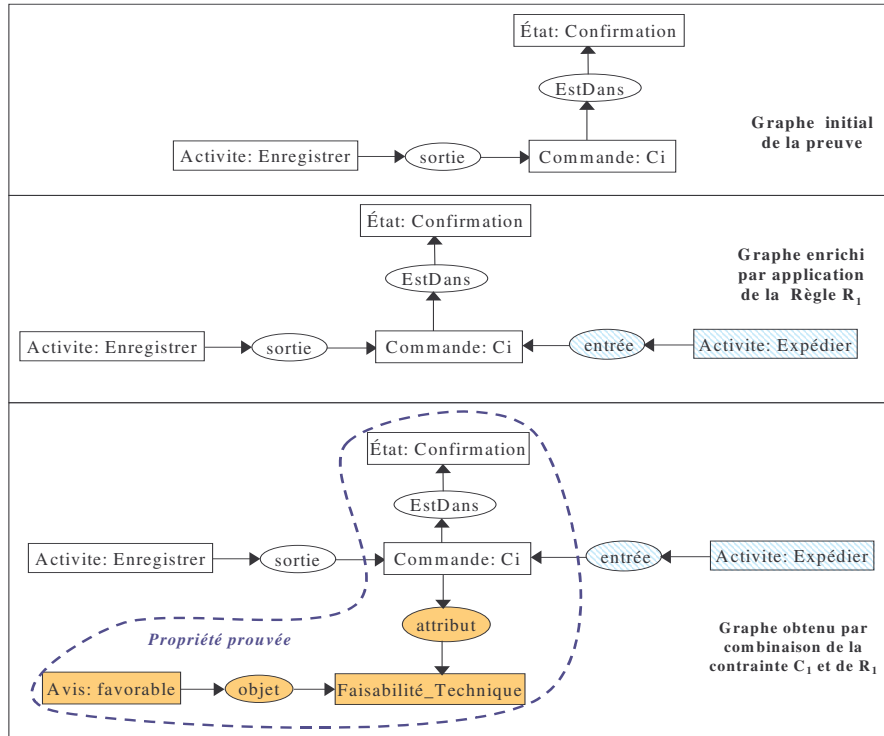 État: Confirmation
EstDans
Graphe initial
de la preuve
Activite: Enregistrer
sortie
Commande: Ci
État: Confirmation
EstDans
Graphe enrichi
par application
de la Règle R1
Activite: Enregistrer
sortie
Commande: Ci
entrée
Activite: Expédier
État: Confirmation
EstDans
Activite: Enregistrer
sortie
Commande: Ci
entrée
Activite: Expédier
attribut
Propriété prouvée
Graphe obtenu par
combinaison de la
contrainte C1 et de R1
Avis: favorable
objet
Faisabilité_Technique